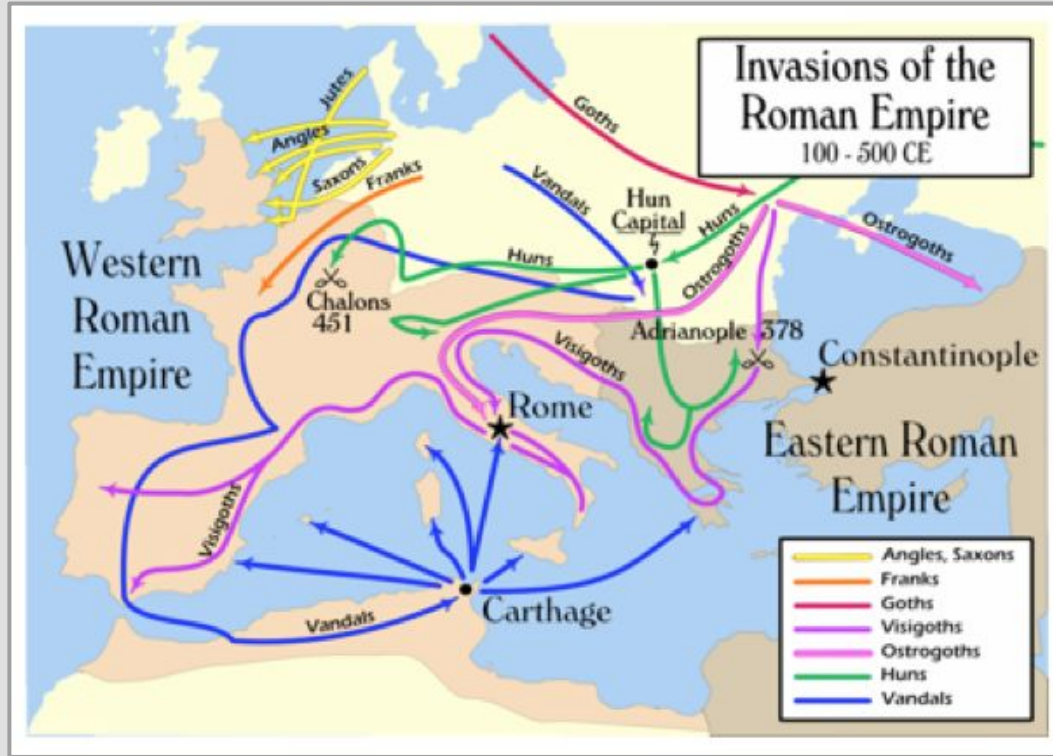 Invasions of the
Roman Empire
100 - 500 CE
Jutes
Angles
Saxons
Franks
Goths
Vandals
Hun
Capital
Huns
Ostrogoths
Ostrogoths
Huns
Western
Roman
Empire
Chalons
451
Adrianople 378
Visigoths
Constantinople
Rome
Eastern Roman
Empire
Visigoths
Vandals
Carthage
Angles, Saxons
Franks
Goths
Visigoths
Ostrogoths
Huns
Vandals